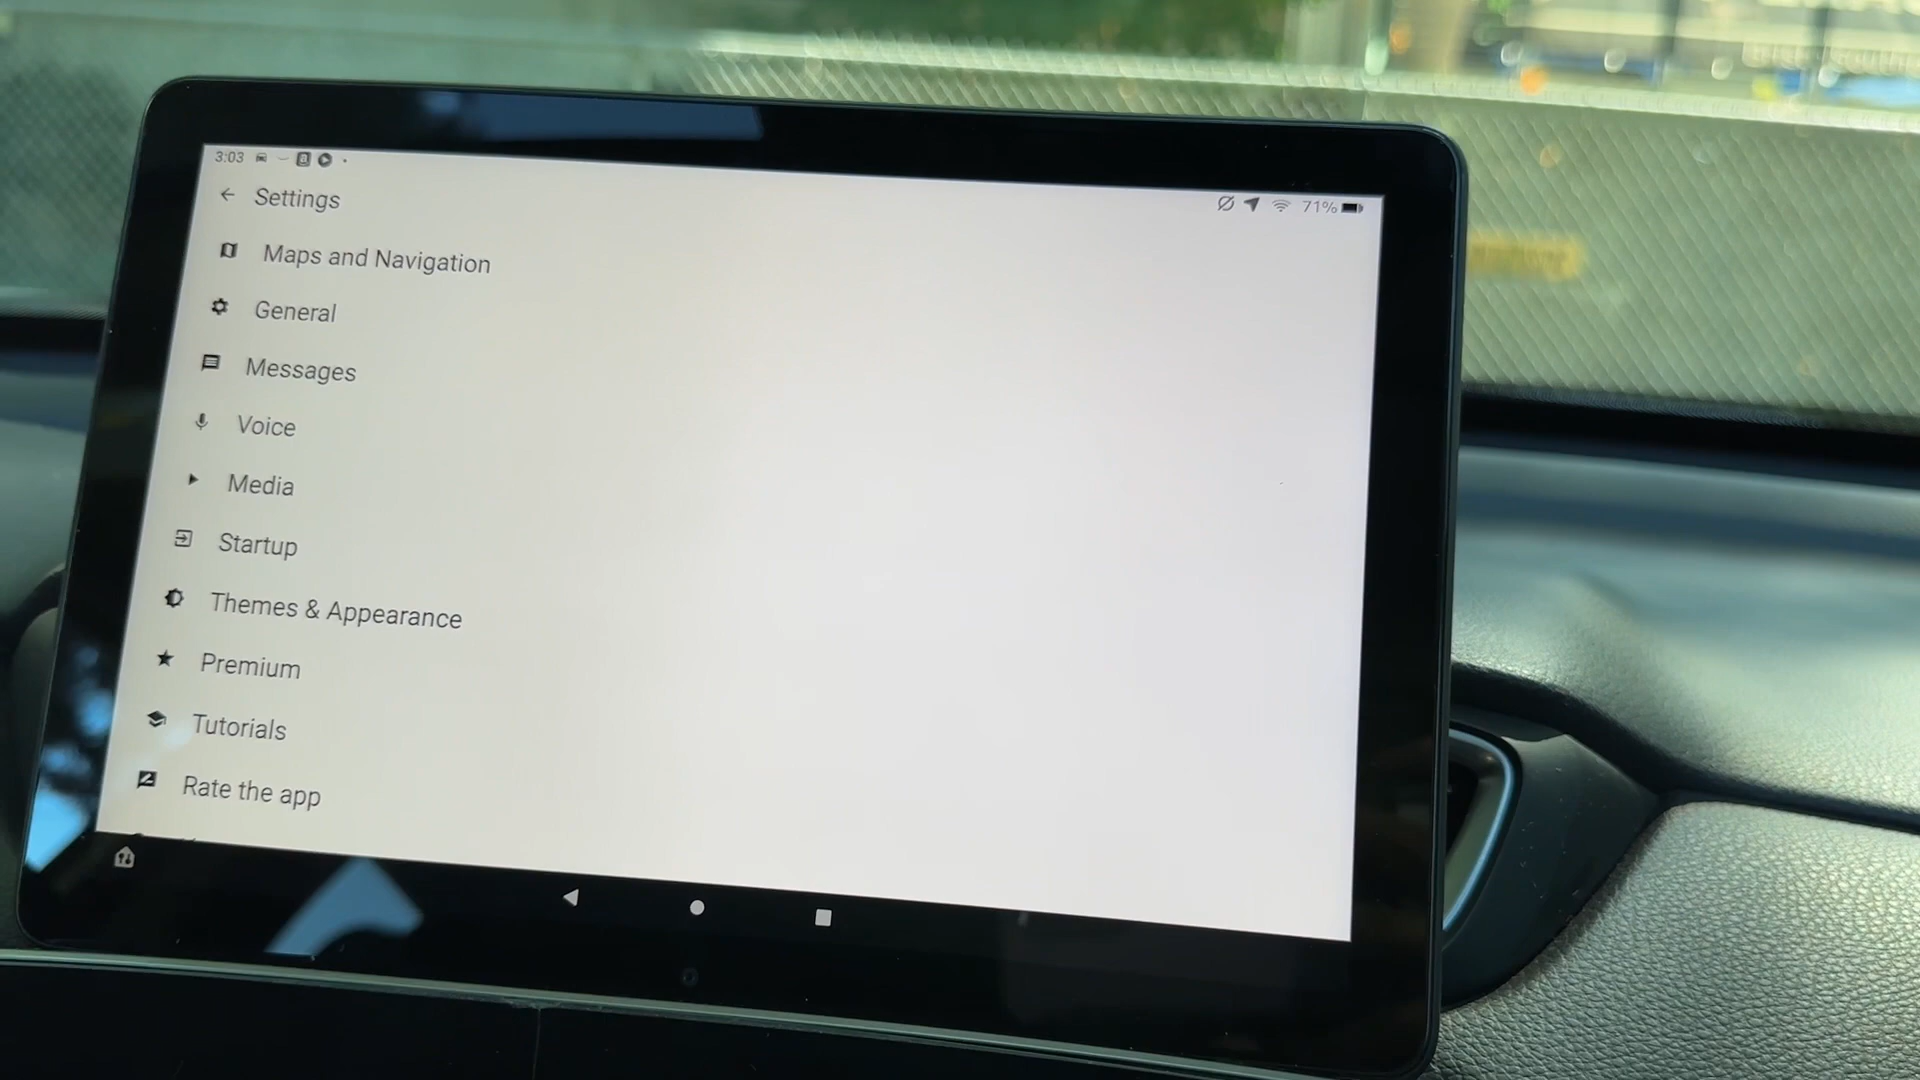 3:03
71%
Settings
Maps and Navigation
General
Messages
Voice
Media
Startup
Themes & Appearance
Premium
Tutorials
Rate the app